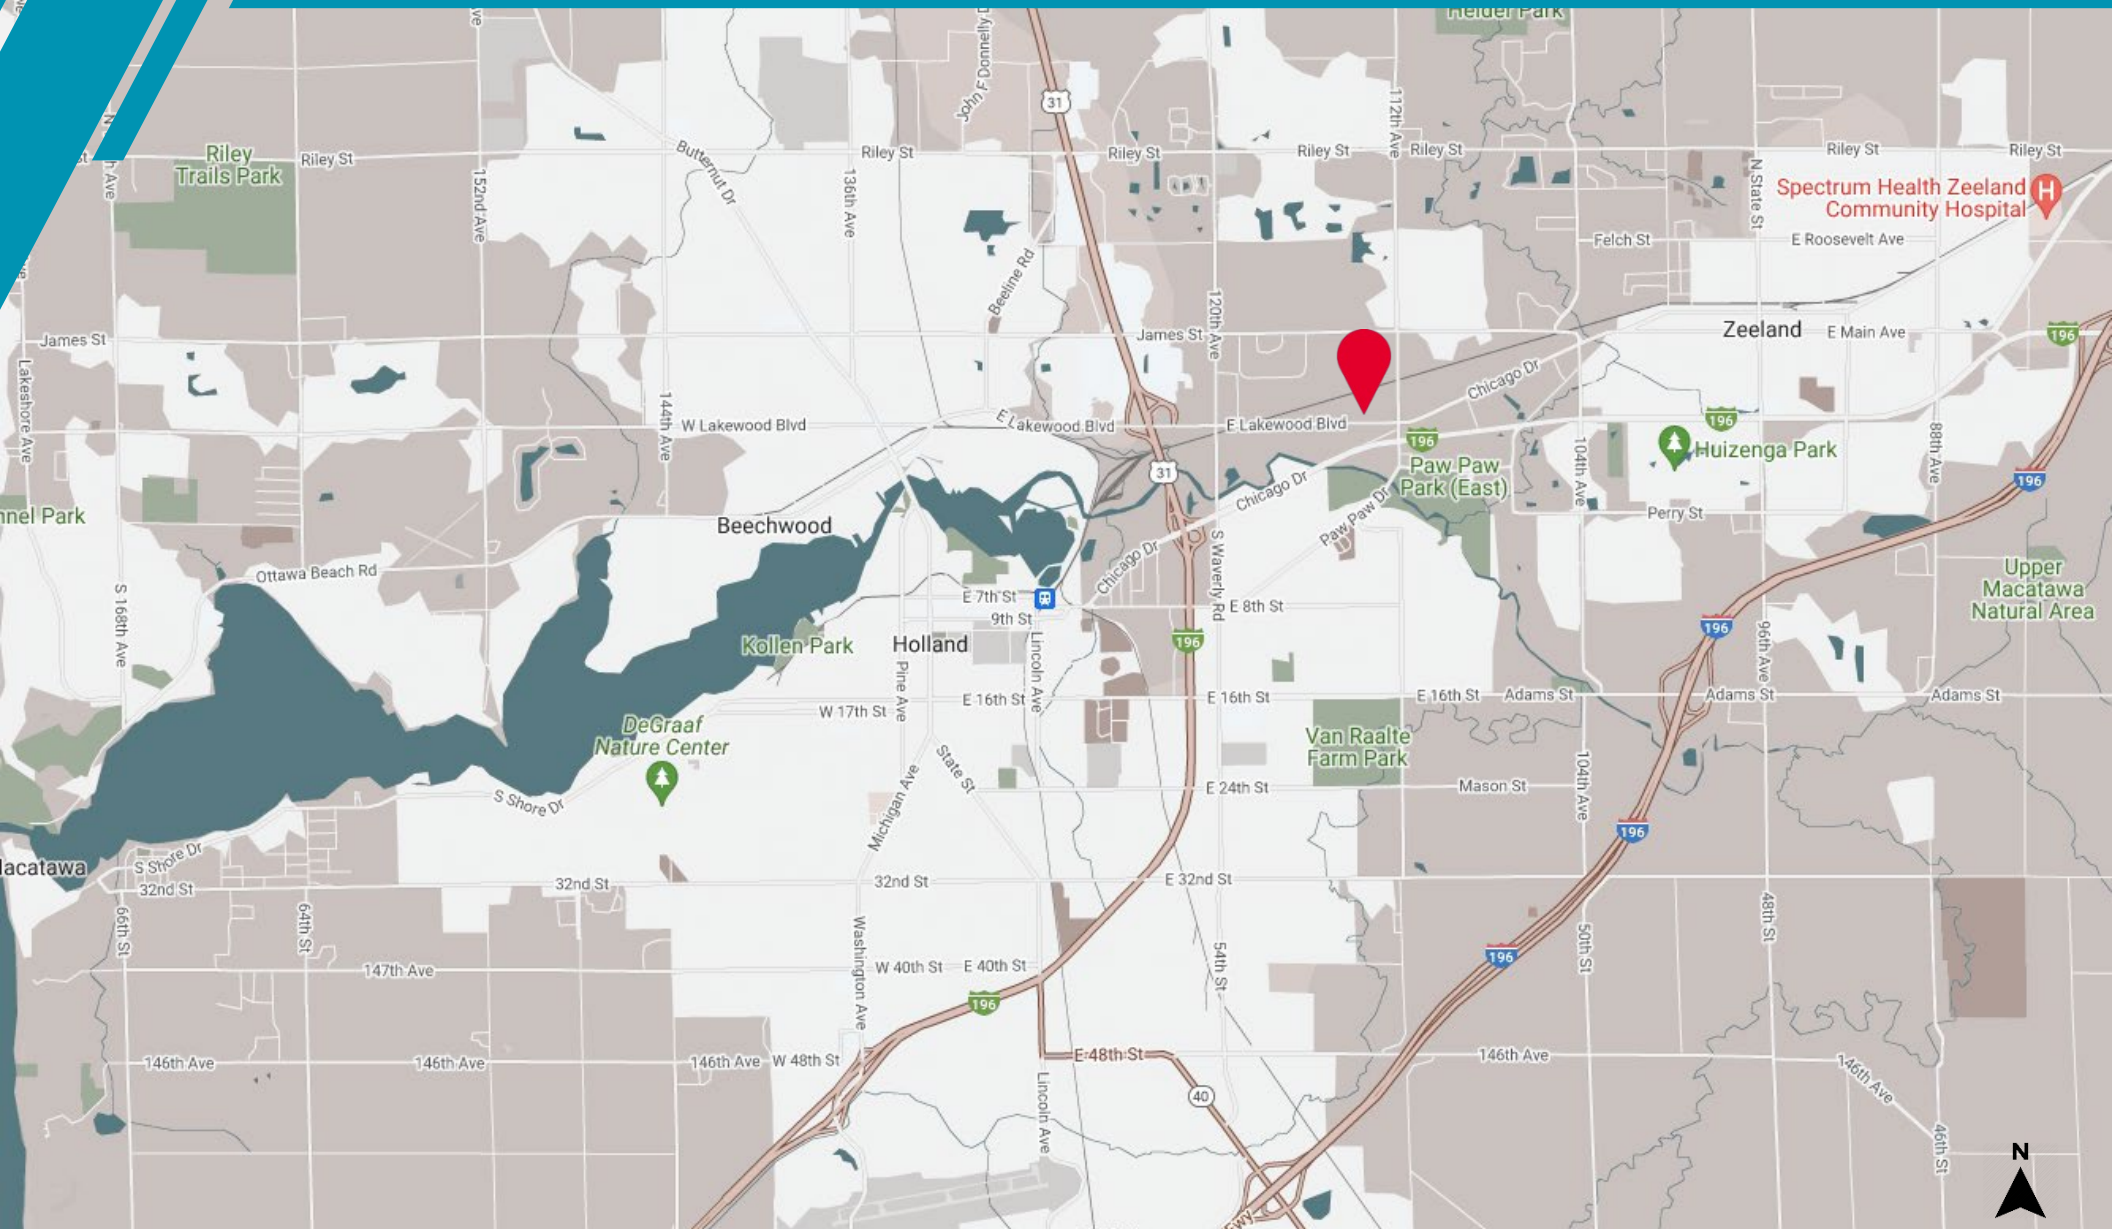 Helder Park
John F Donnelly
31
112th Ave
Riley
Trails Park
Riley St
Butternut Dr
Riley St
Riley St
Riley St
Riley St
Riley St
Riley St
152nd Ave
136th Ave
N State St
Spectrum Health Zeeland
Community Hospital
H
Felch St
E Roosevelt Ave
Beeline Rd
120th Ave
James St
James St
Zeeland
E Main Ave
196
Lakeshore Ave
144th Ave
W Lakewood Blvd
E Lakewood Blvd
E Lakewood Blvd
Chicago Dr
196
196
104th Ave
88th Ave
Huizenga Park
31
Paw Paw
Park (East)
196
Chicago Dr
Paw Paw Dr
Perry St
nnel Park
Beechwood
Ottawa Beach Rd
S 168th Ave
Chicago Dr
S Waverly Rd
Upper
Macatawa
Natural Area
E 7th St
9th St
E 8th St
196
96th Ave
Kollen Park
Holland
Lincoln Ave
196
Pine Ave
E 16th St
W 17th St
E 16th St
E 16th St
Adams St
Adams St
Adams St
DeGraaf
Nature Center
Van Raalte
Farm Park
State St
Michigan Ave
S Shore Dr
E 24th St
Mason St
104th Ave
196
S Shore Dr
lacatawa
32nd St
32nd St
32nd St
E 32nd St
66th St
64th St
Washington Ave
48th St
50th St
54th St
147th Ave
W 40th St
E 40th St
196
196
146th Ave
146th Ave
146th Ave
W 48th St
E 48th St
146th Ave
146th Ave
40
Lincoln Ave
46th St
N